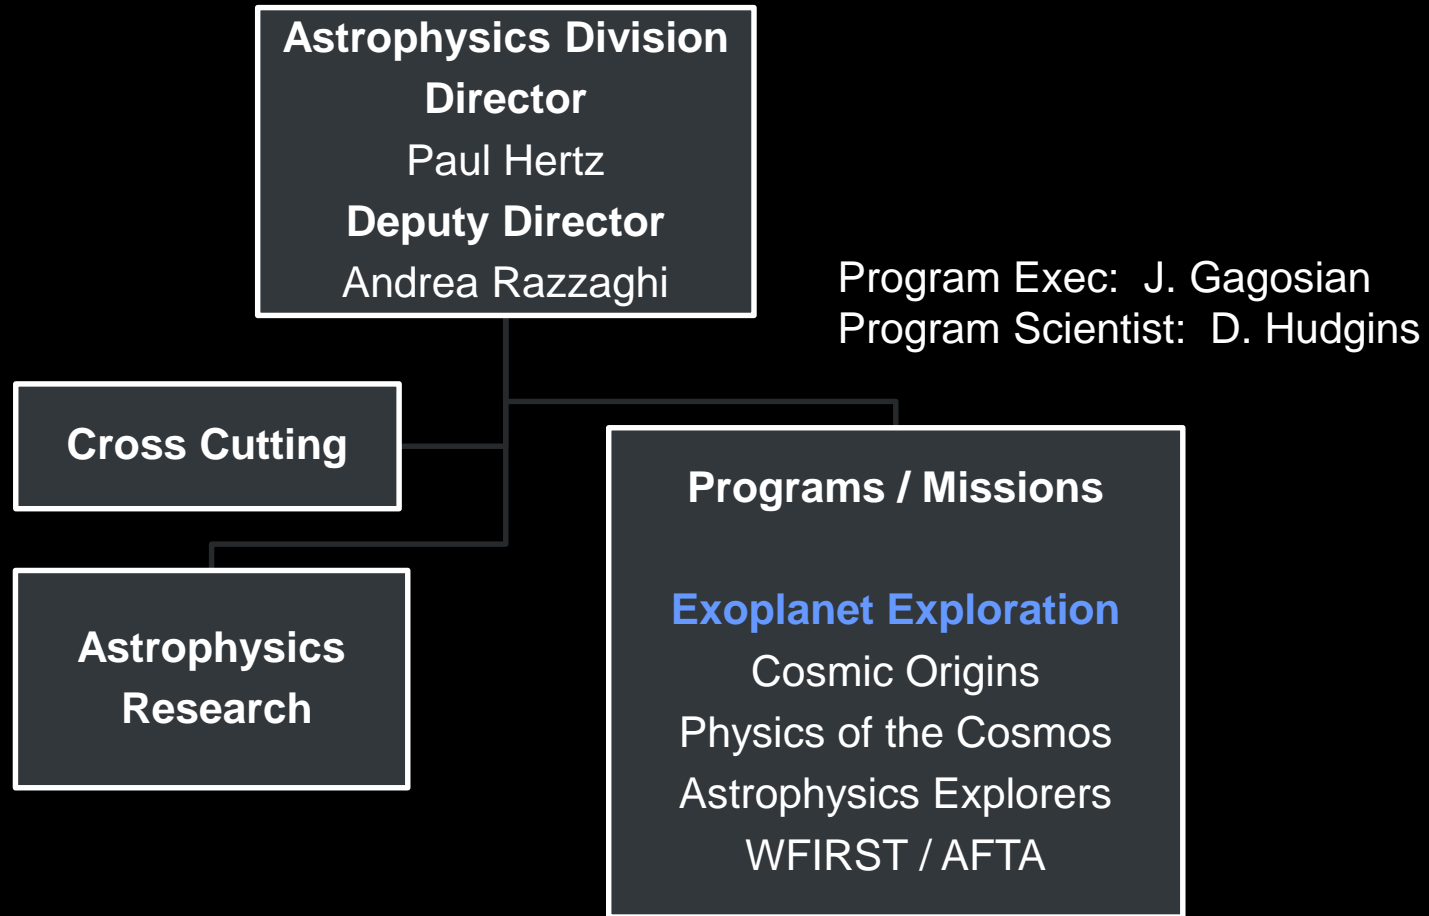 Astrophysics Division
Director
Paul Hertz
Deputy Director
Andrea Razzaghi
Program Exec:  J. Gagosian
Program Scientist:  D. Hudgins
Cross Cutting
Astrophysics
Research
Programs / Missions
Exoplanet Exploration
Cosmic Origins
Physics of the Cosmos
Astrophysics Explorers
WFIRST / AFTA